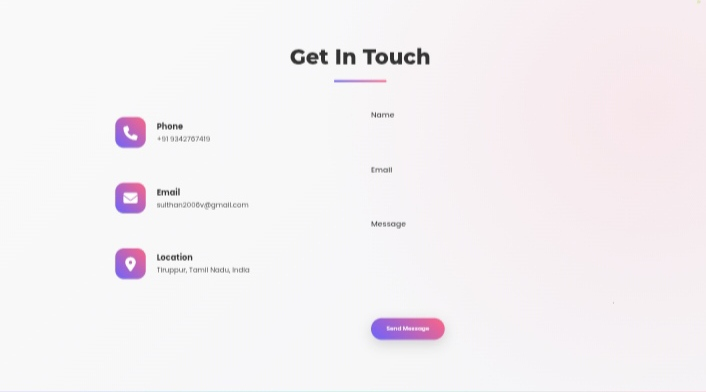 Get In Touch
Phone
+91 9342767419
Email
sulthan2006v@gmail.com
Location
Tiruppur, Tamil Nadu, India
Name
Email
Message
Send Message